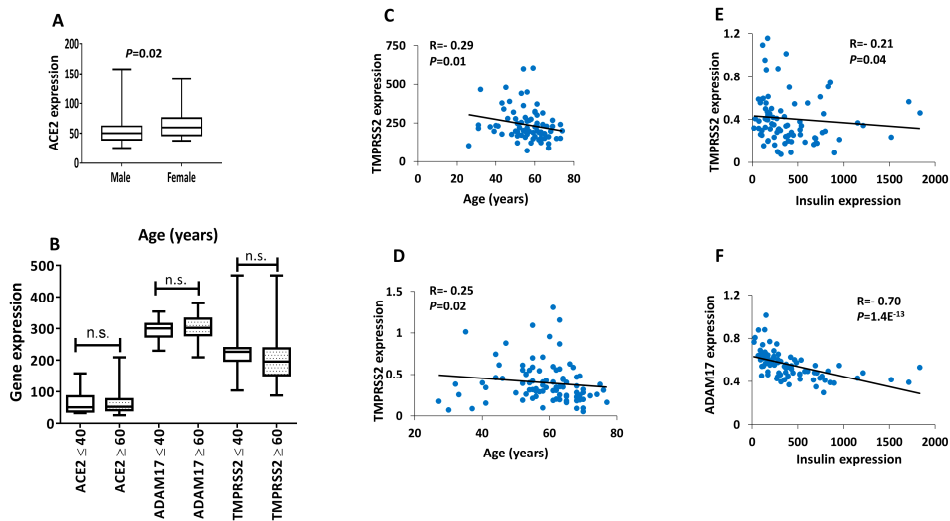 A
P=0.02
ACE2 expression
200
150
100
50
0
Male Female
B
Age (years)
Gene expression
500
400
300
200
100
0
n.s.
n.s.
n.s.
ACE2 ≤ 40
ACE2 ≥ 60
ADAM17 ≤ 40
ADAM17 ≥ 60
TMPRSS2 ≤ 40
TMPRSS2 ≥ 60
C
R=- 0.29
P=0.01
TMPRSS2 expression
750
500
250
0
0 20 40 60 80
Age (years)
D
R=- 0.25
P=0.02
TMPRSS2 expression
1.5
1
0.5
0
20 40 60 80
Age (years)
E
R=- 0.21
P=0.04
TMPRSS2 expression
1.2
0.8
0.4
0
0 500 1000 1500 2000
Insulin expression
F
R=- 0.70
P=1.4E-13
ADAM17 expression
1.2
0.8
0.4
0
0 500 1000 1500 2000
Insulin expression